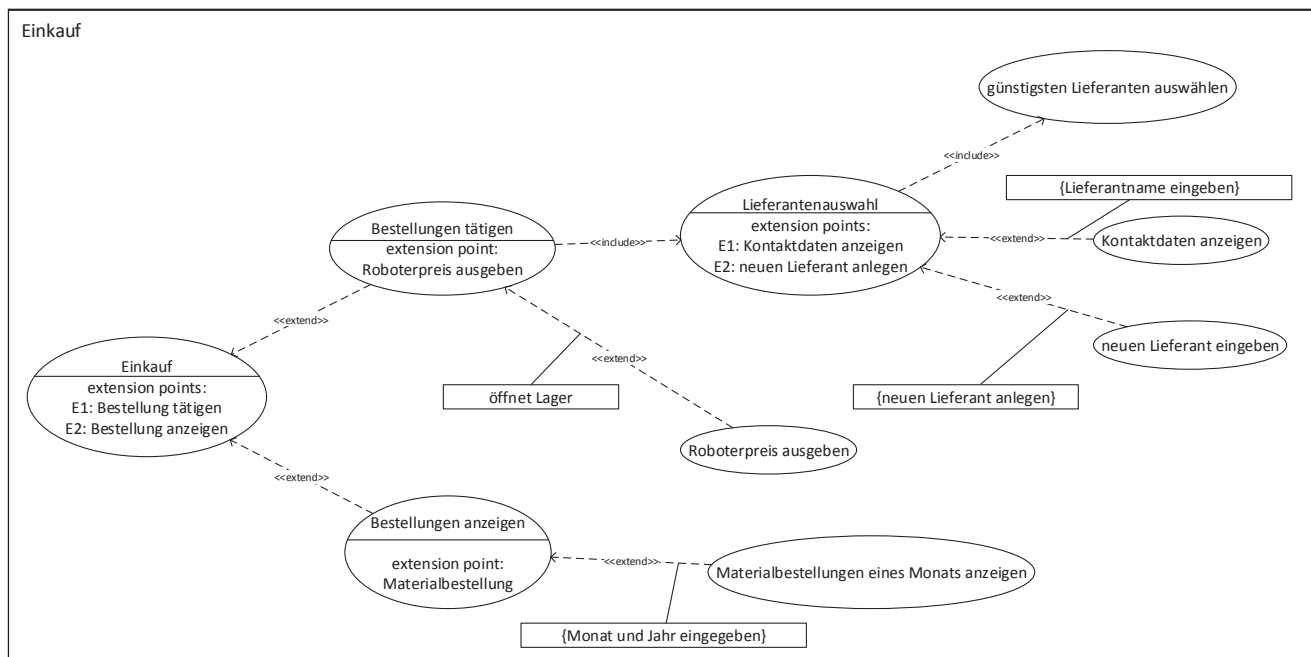 Einkauf
günstigsten Lieferanten auswählen
<<include>>
{Lieferantname eingeben}
Lieferantenauswahl
extension points:
E1: Kontaktdaten anzeigen
E2: neuen Lieferant anlegen
<<extend>>
Kontaktdaten anzeigen
Bestellungen tätigen
extension point:
Roboterpreis ausgeben
<<include>>
<<extend>>
neuen Lieferant eingeben
{neuen Lieferant anlegen}
<<extend>>
<<extend>>
öffnet Lager
Roboterpreis ausgeben
Einkauf
extension points:
E1: Bestellung tätigen
E2: Bestellung anzeigen
<<extend>>
Bestellungen anzeigen
extension point:
Materialbestellung
<<extend>>
Materialbestellungen eines Monats anzeigen
{Monat und Jahr eingegeben}